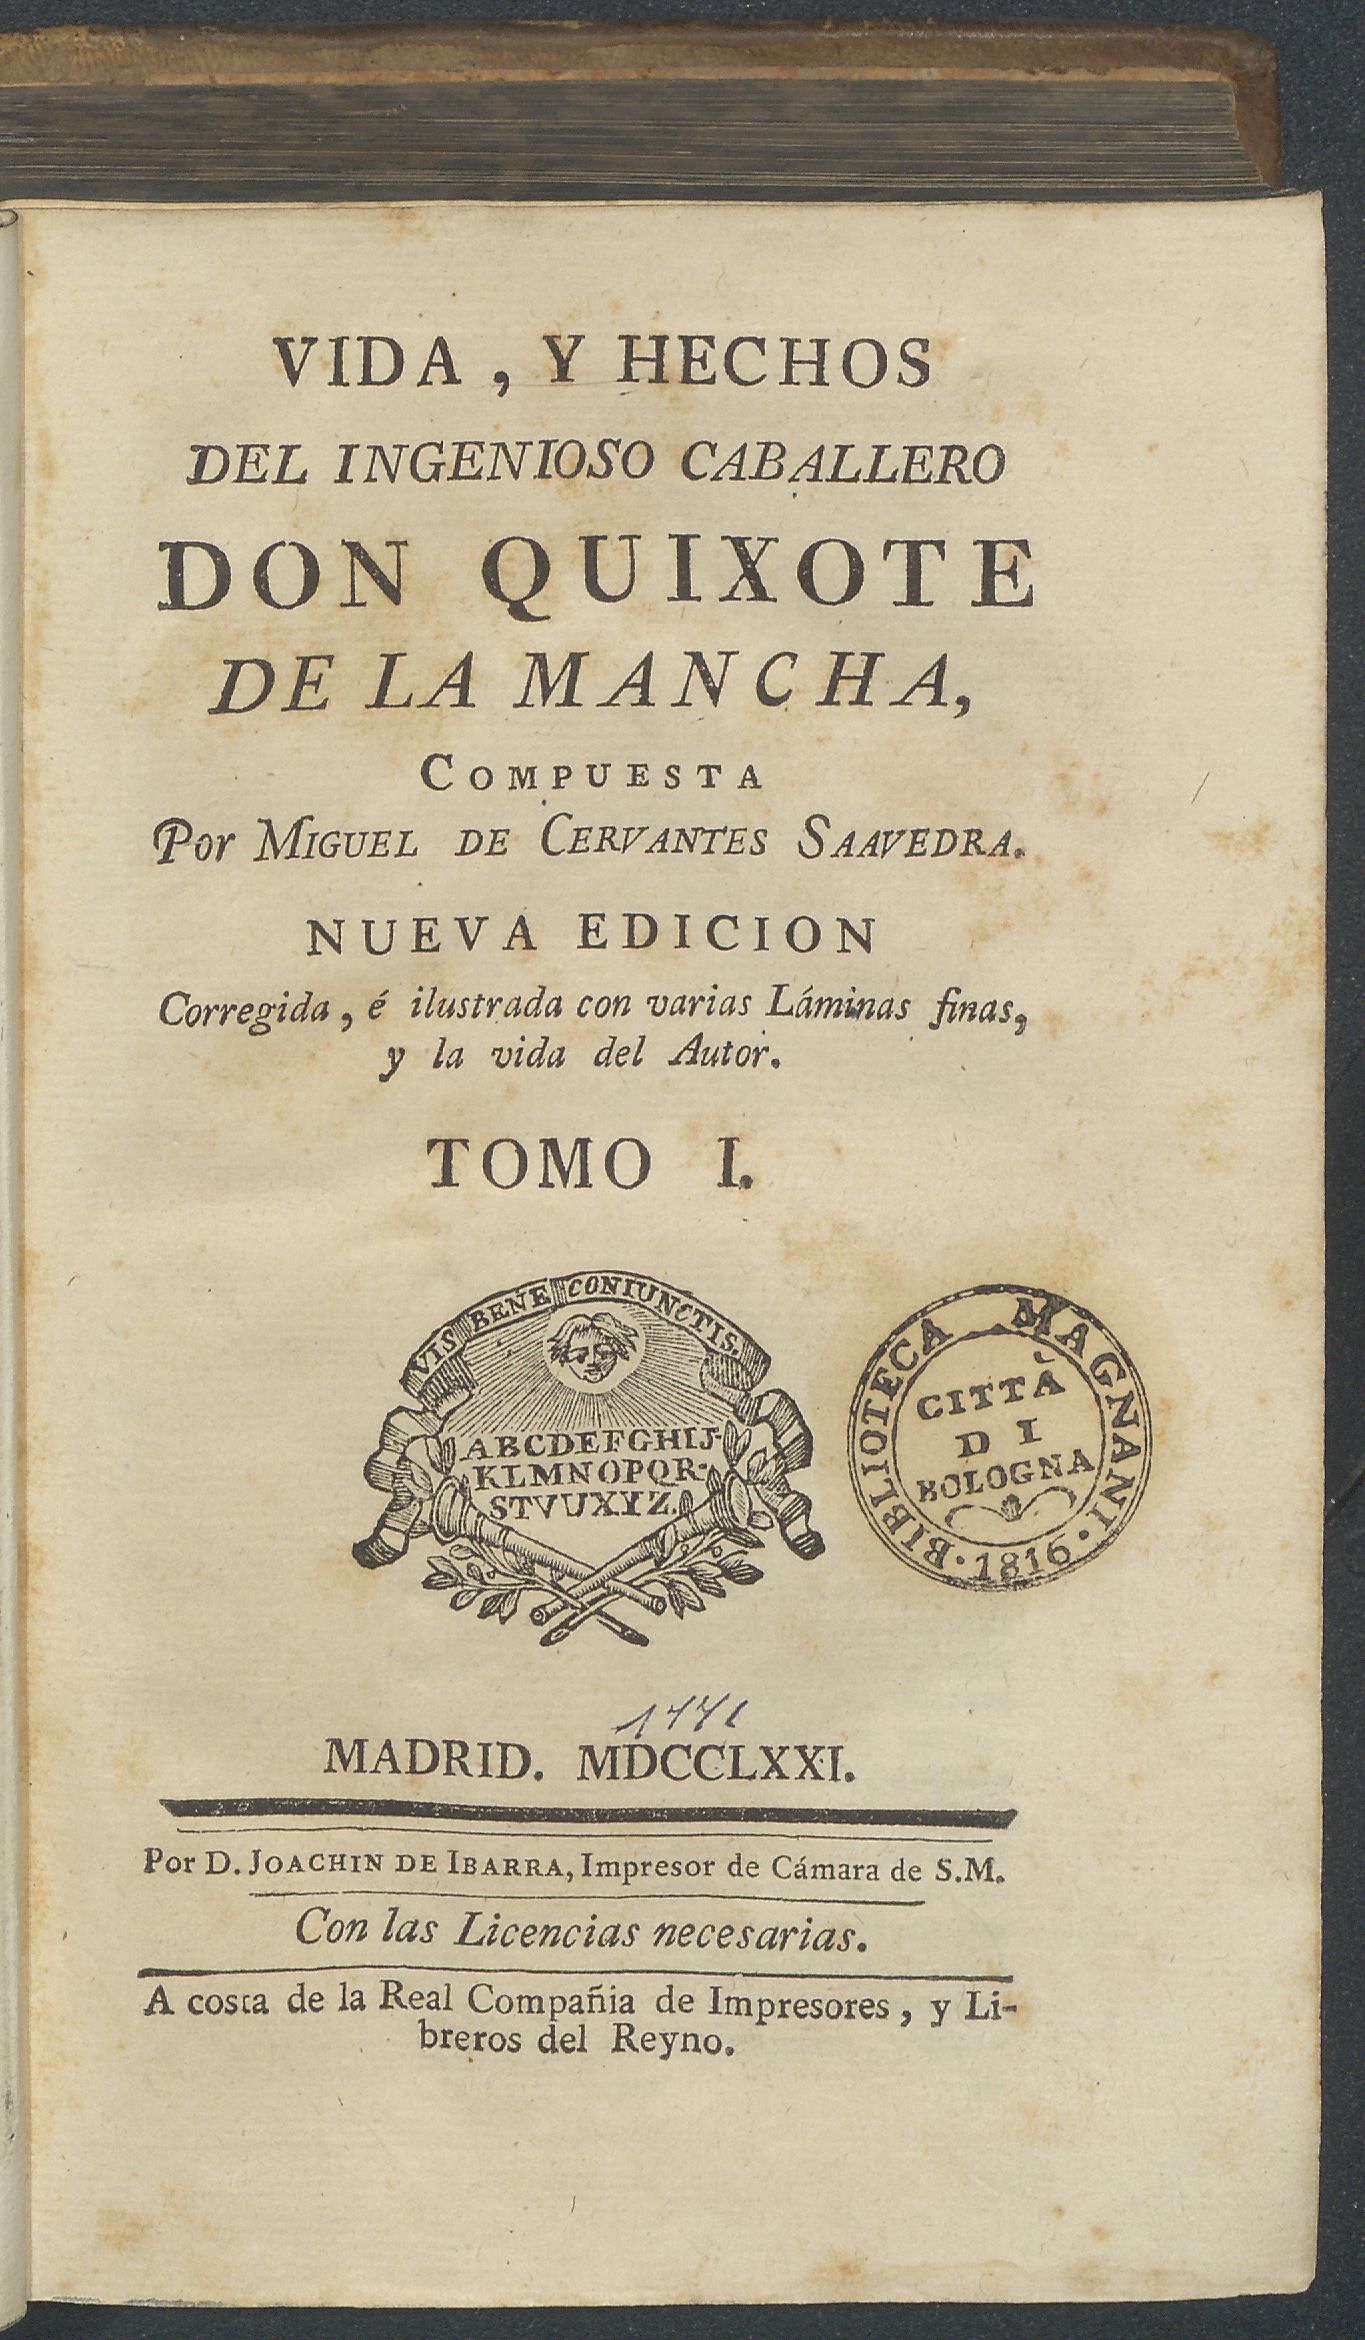 VIDA, Y HECHOS
DEL INGENIOSO CABALLERO
DON QUIXOTE
DE LA MANCHA,
COMPUESTA
Por MIGUEL DE CERVANTES SAAVEDRA.
NUEVA EDICION
Corregida, é ilustrada con varias Láminas finas,
y la vida del Autor.
TOMO I.
VIS BENE CONIUNCTIS.
ABCDEFGHIJ-
KLMNOPQR-
STVUXYZ.
BIBLIOTECA MAGNANI
CITTÀ
DI
BOLOGNA
1816
1771
MADRID. MDCCLXXI.
Por D. JOACHIN DE IBARRA, Impresor de Cámara de S.M.
Con las Licencias necesarias.
A costa de la Real Compañia de Impresores, y Li-
breros del Reyno.